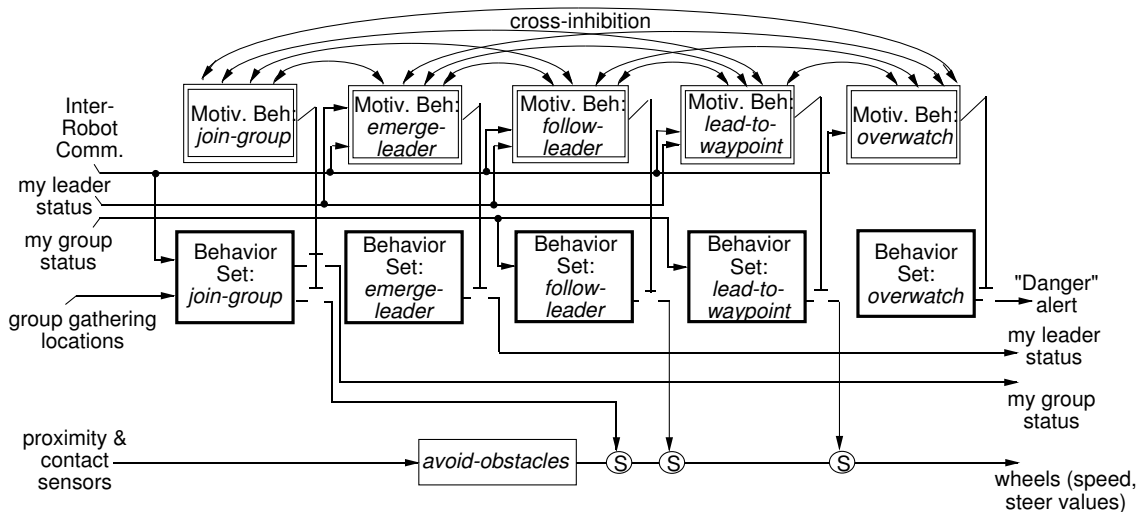 cross-inhibition
Inter-
Robot
Comm.
Motiv. Beh:
join-group
Motiv. Beh:
emerge-
leader
Motiv. Beh:
follow-
leader
Motiv. Beh:
lead-to-
waypoint
Motiv. Beh:
overwatch
my leader
status
my group
status
Behavior
Set:
join-group
Behavior
Set:
emerge-
leader
Behavior
Set:
follow-
leader
Behavior
Set:
lead-to-
waypoint
Behavior
Set:
overwatch
"Danger"
alert
group gathering
locations
my leader
status
my group
status
proximity &
contact
sensors
avoid-obstacles
S
S
S
wheels (speed,
steer values)